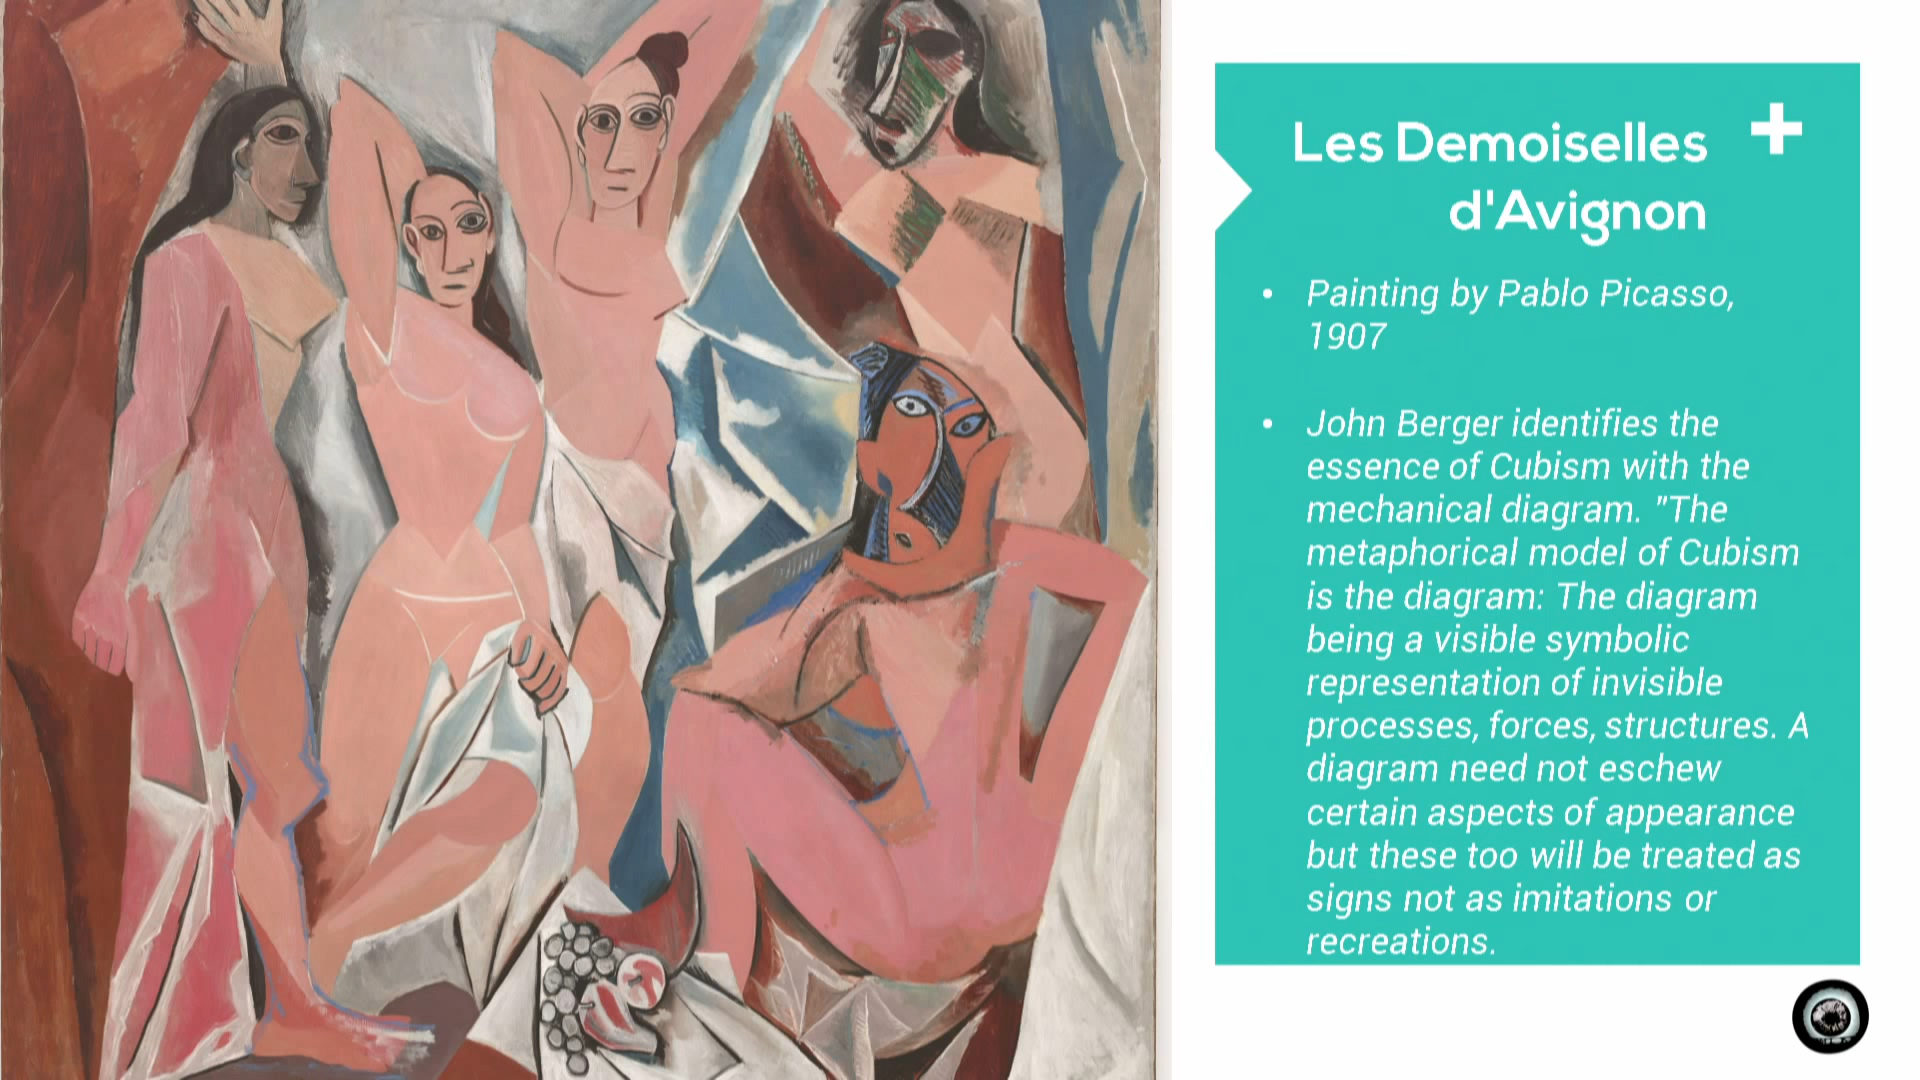 Les Demoiselles
d'Avignon
• Painting by Pablo Picasso,
1907
• John Berger identifies the
essence of Cubism with the
mechanical diagram. "The
metaphorical model of Cubism
is the diagram: The diagram
being a visible symbolic
representation of invisible
processes, forces, structures. A
diagram need not eschew
certain aspects of appearance
but these too will be treated as
signs not as imitations or
recreations.